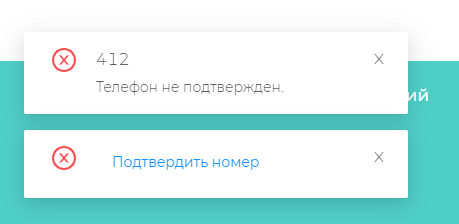 412
Телефон не подтвержден.
Подтвердить номер